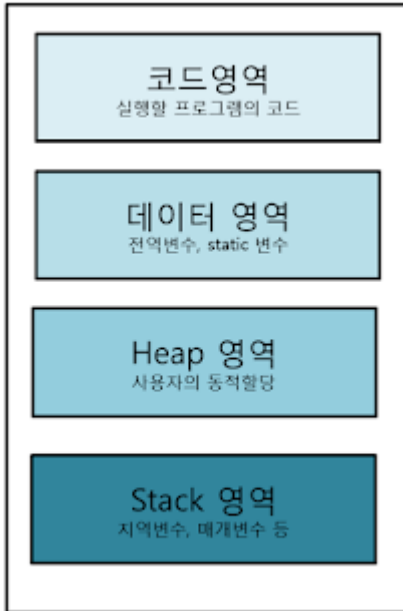 코드영역
실행할 프로그램의 코드
데이터 영역
전역변수, static 변수
Heap 영역
사용자의 동적할당
Stack 영역
지역변수, 매개변수 등